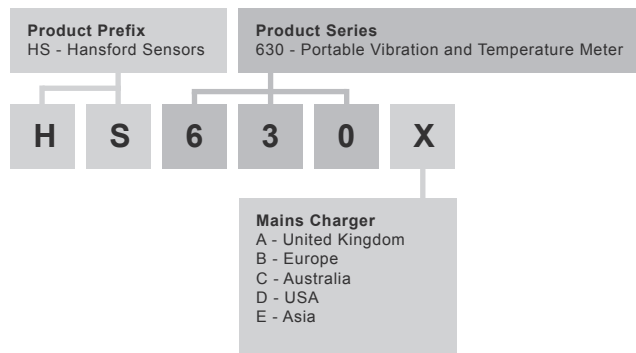 Product Prefix
HS - Hansford Sensors
Product Series
630 - Portable Vibration and Temperature Meter
H S 6 3 0 X
Mains Charger
A - United Kingdom
B - Europe
C - Australia
D - USA
E - Asia